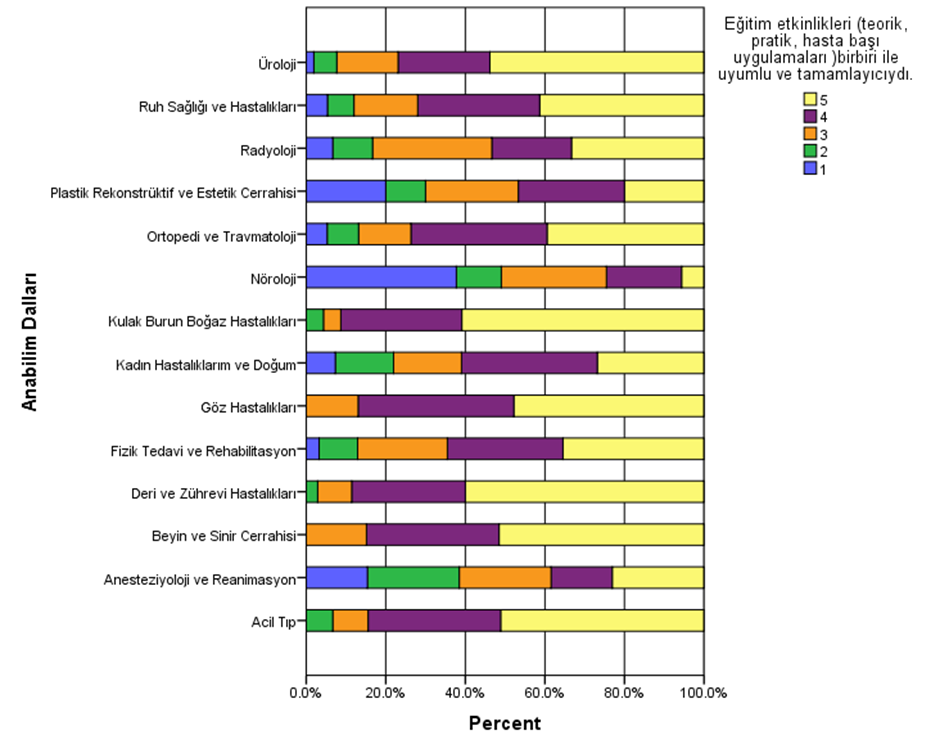 Eğitim etkinlikleri (teorik,
pratik, hasta başı
uygulamaları )birbiri ile
uyumlu ve tamamlayıcıydı.
5
4
3
2
1
Anabilim Dalları
Üroloji
Ruh Sağlığı ve Hastalıkları
Radyoloji
Plastik Rekonstrüktif ve Estetik Cerrahisi
Ortopedi ve Travmatoloji
Nöroloji
Kulak Burun Boğaz Hastalıkları
Kadın Hastalıklarım ve Doğum
Göz Hastalıkları
Fizik Tedavi ve Rehabilitasyon
Deri ve Zührevi Hastalıkları
Beyin ve Sinir Cerrahisi
Anesteziyoloji ve Reanimasyon
Acil Tıp
0.0% 20.0% 40.0% 60.0% 80.0% 100.0%
Percent